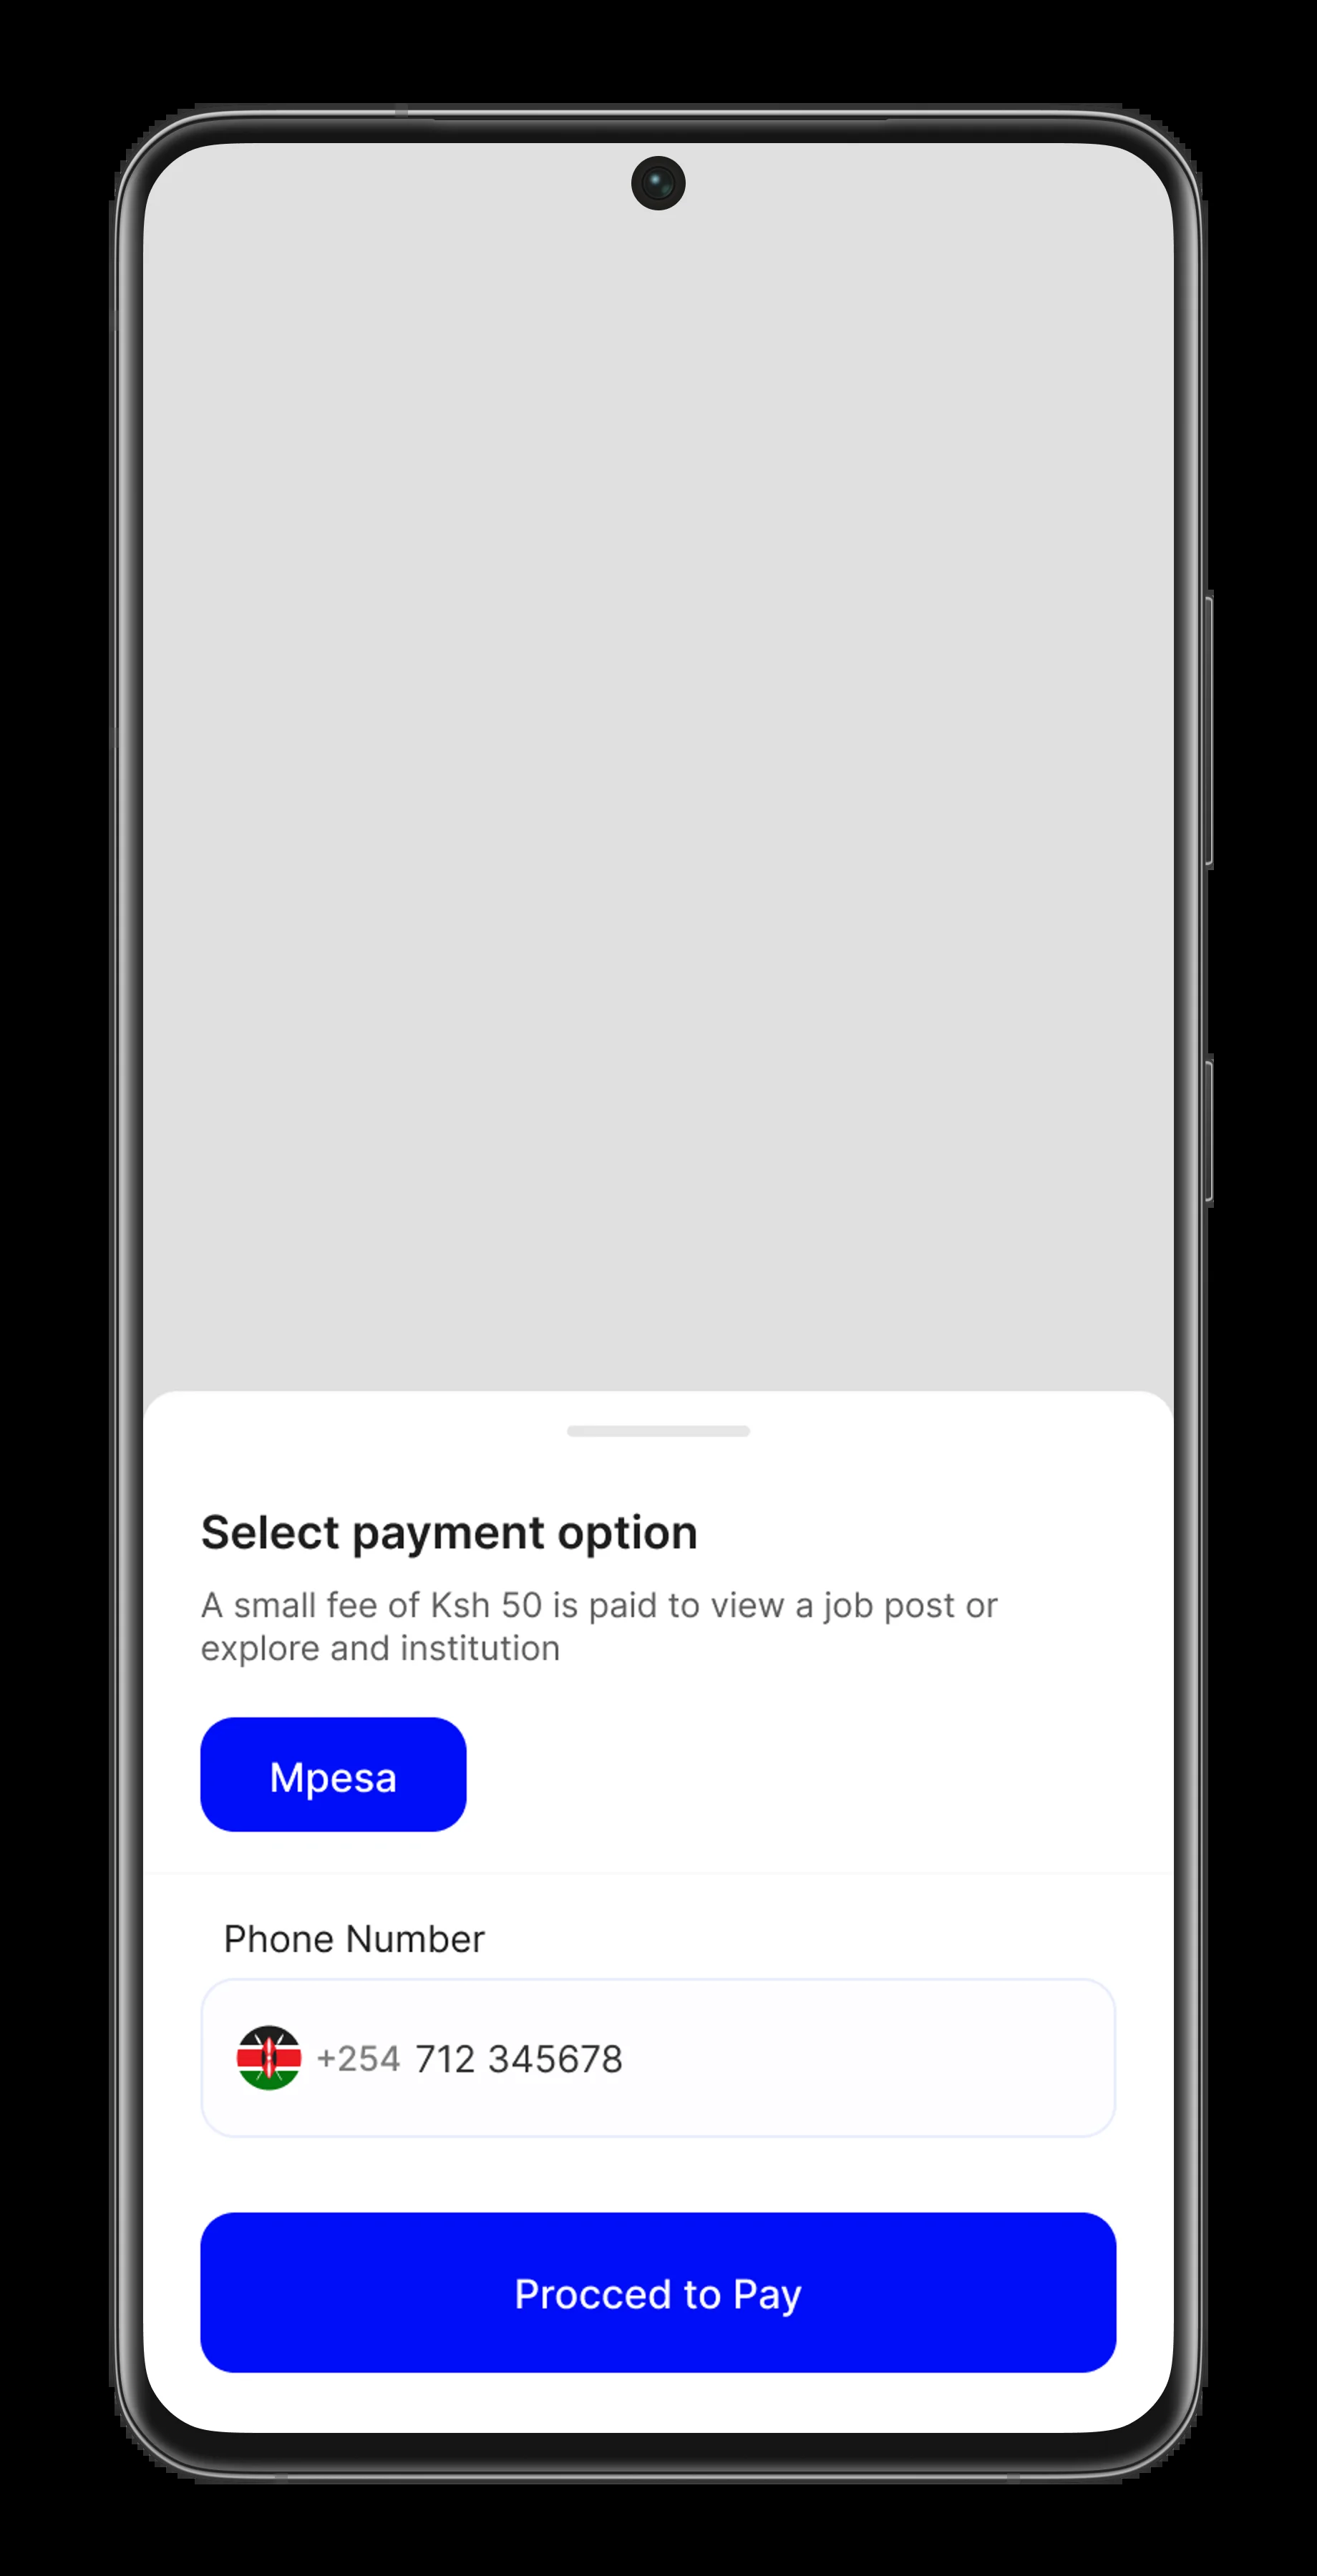 Select payment option
A small fee of Ksh 50 is paid to view a job post or
explore and institution
Mpesa
Phone Number
+254 712 345678
Procced to Pay